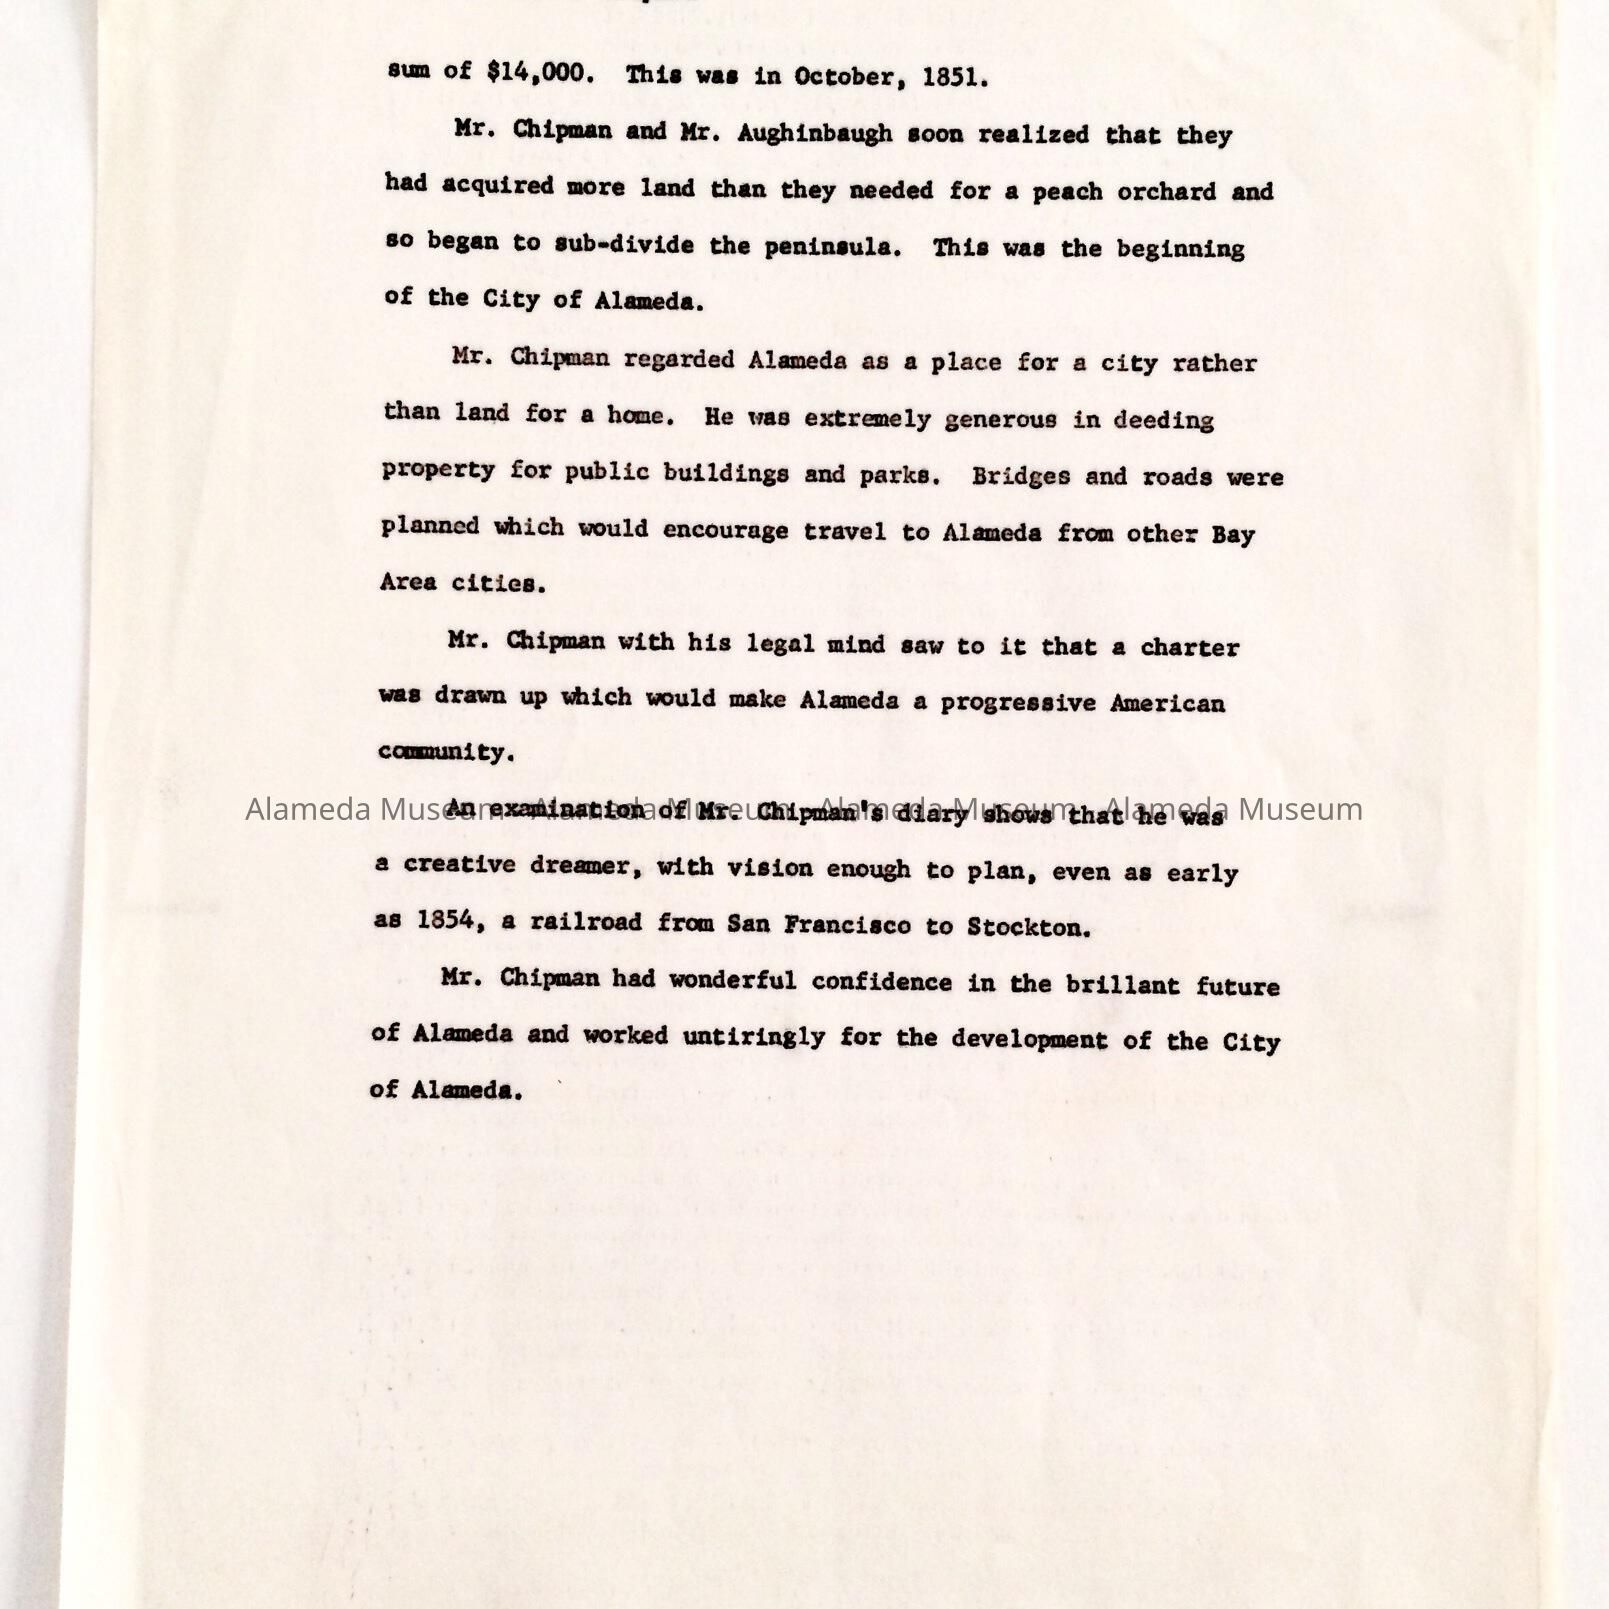 sum of $14,000.  This was in October, 1851.
Mr. Chipman and Mr. Aughinbaugh soon realized that they
had acquired more land than they needed for a peach orchard and
so began to sub-divide the peninsula.  This was the beginning
of the City of Alameda.
Mr. Chipman regarded Alameda as a place for a city rather
than land for a home.  He was extremely generous in deeding
property for public buildings and parks.  Bridges and roads were
planned which would encourage travel to Alameda from other Bay
Area cities.
Mr. Chipman with his legal mind saw to it that a charter
was drawn up which would make Alameda a progressive American
community.
An examination of Mr. Chipman's diary shows that he was
Alameda Museum - Alameda Museum - Alameda Museum - Alameda Museum
a creative dreamer, with vision enough to plan, even as early
as 1854, a railroad from San Francisco to Stockton.
Mr. Chipman had wonderful confidence in the brillant future
of Alameda and worked untiringly for the development of the City
of Alameda.